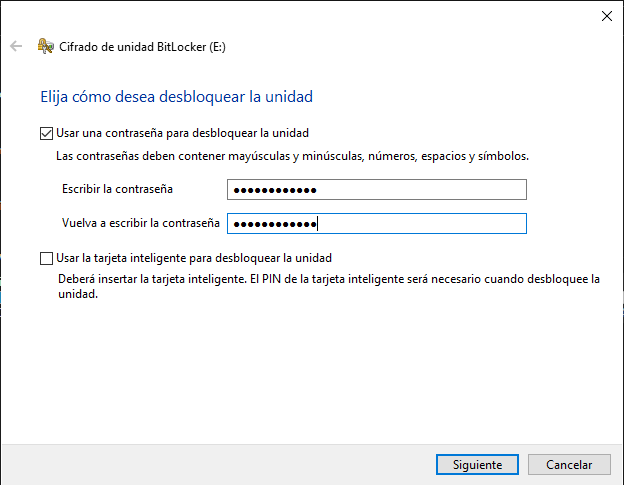 Cifrado de unidad BitLocker (E:)
Elija cómo desea desbloquear la unidad
Usar una contraseña para desbloquear la unidad
Las contraseñas deben contener mayúsculas y minúsculas, números, espacios y símbolos.
Escribir la contraseña ●●●●●●●●●●●●
Vuelva a escribir la contraseña ●●●●●●●●●●●●
Usar la tarjeta inteligente para desbloquear la unidad
Deberá insertar la tarjeta inteligente. El PIN de la tarjeta inteligente será necesario cuando desbloquee la
unidad.
Siguiente Cancelar